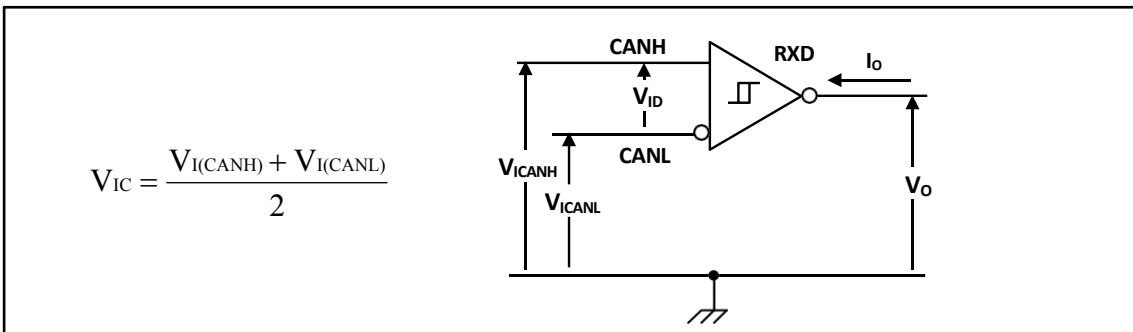 V_IC = (V_I(CANH) + V_I(CANL)) / 2
CANH
RXD
I_O
V_ID
CANL
V_ICANH
V_ICANL
V_O